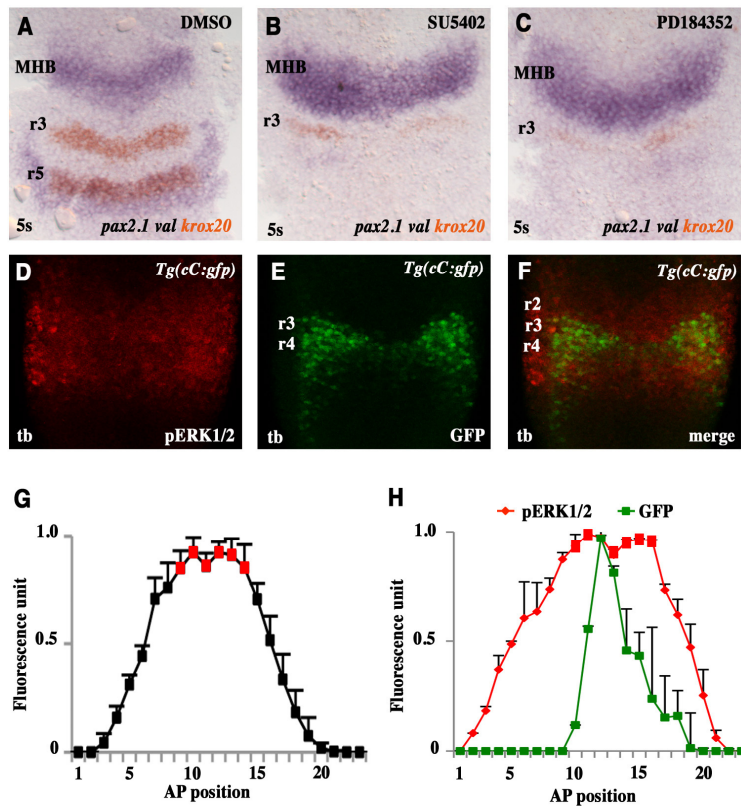 A DMSO
MHB
r3
r5
5s pax2.1 val krox20
B SU5402
MHB
r3
5s pax2.1 val krox20
C PD184352
MHB
r3
5s pax2.1 val krox20
D Tg(cC:gfp)
tb pERK1/2
E Tg(cC:gfp)
r3
r4
tb GFP
F Tg(cC:gfp)
r2
r3
r4
tb merge
G
Fluorescence unit
1.0
0.5
0
1 5 10 15 20
AP position
H
pERK1/2 GFP
Fluorescence unit
1.0
0.5
0
1 5 10 15 20
AP position